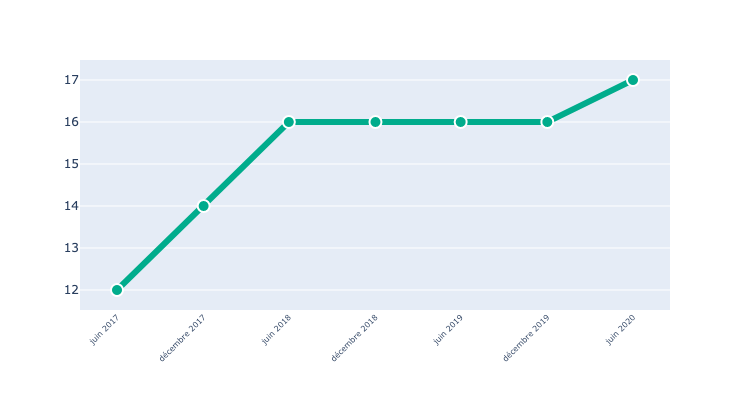 17
16
15
14
13
12
juin 2017
décembre 2017
juin 2018
décembre 2018
juin 2019
décembre 2019
juin 2020